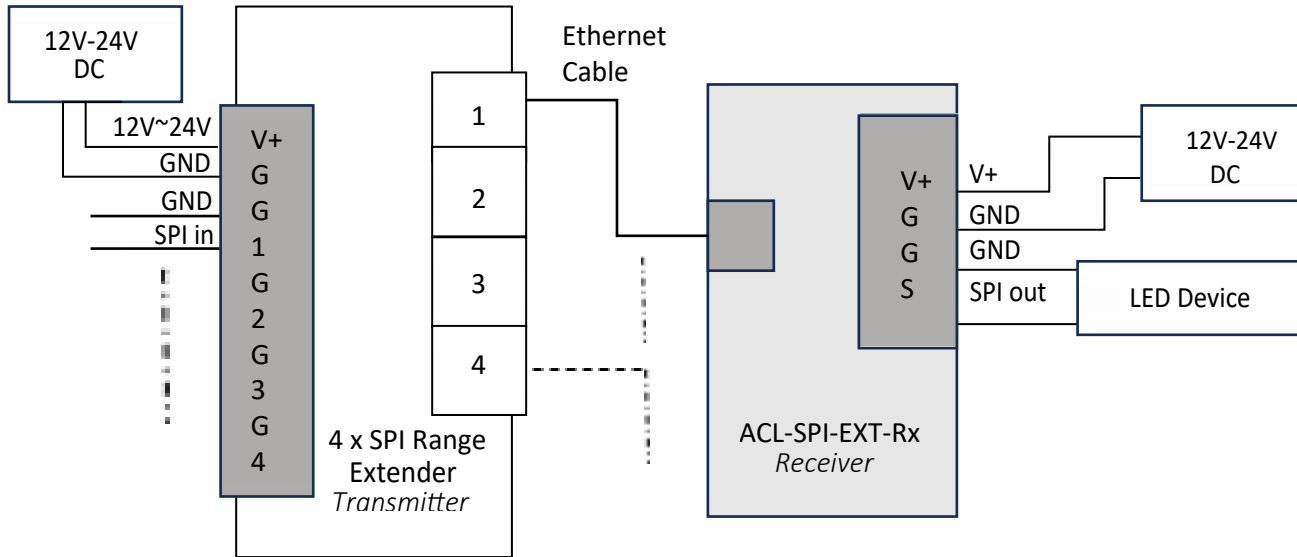 12V-24V
DC
12V~24V
GND
GND
SPI in
V+
G
G
1
G
2
G
3
G
4
1
2
3
4
4 x SPI Range
Extender
Transmitter
Ethernet
Cable
V+
G
G
S
V+
GND
GND
SPI out
12V-24V
DC
LED Device
ACL-SPI-EXT-Rx
Receiver